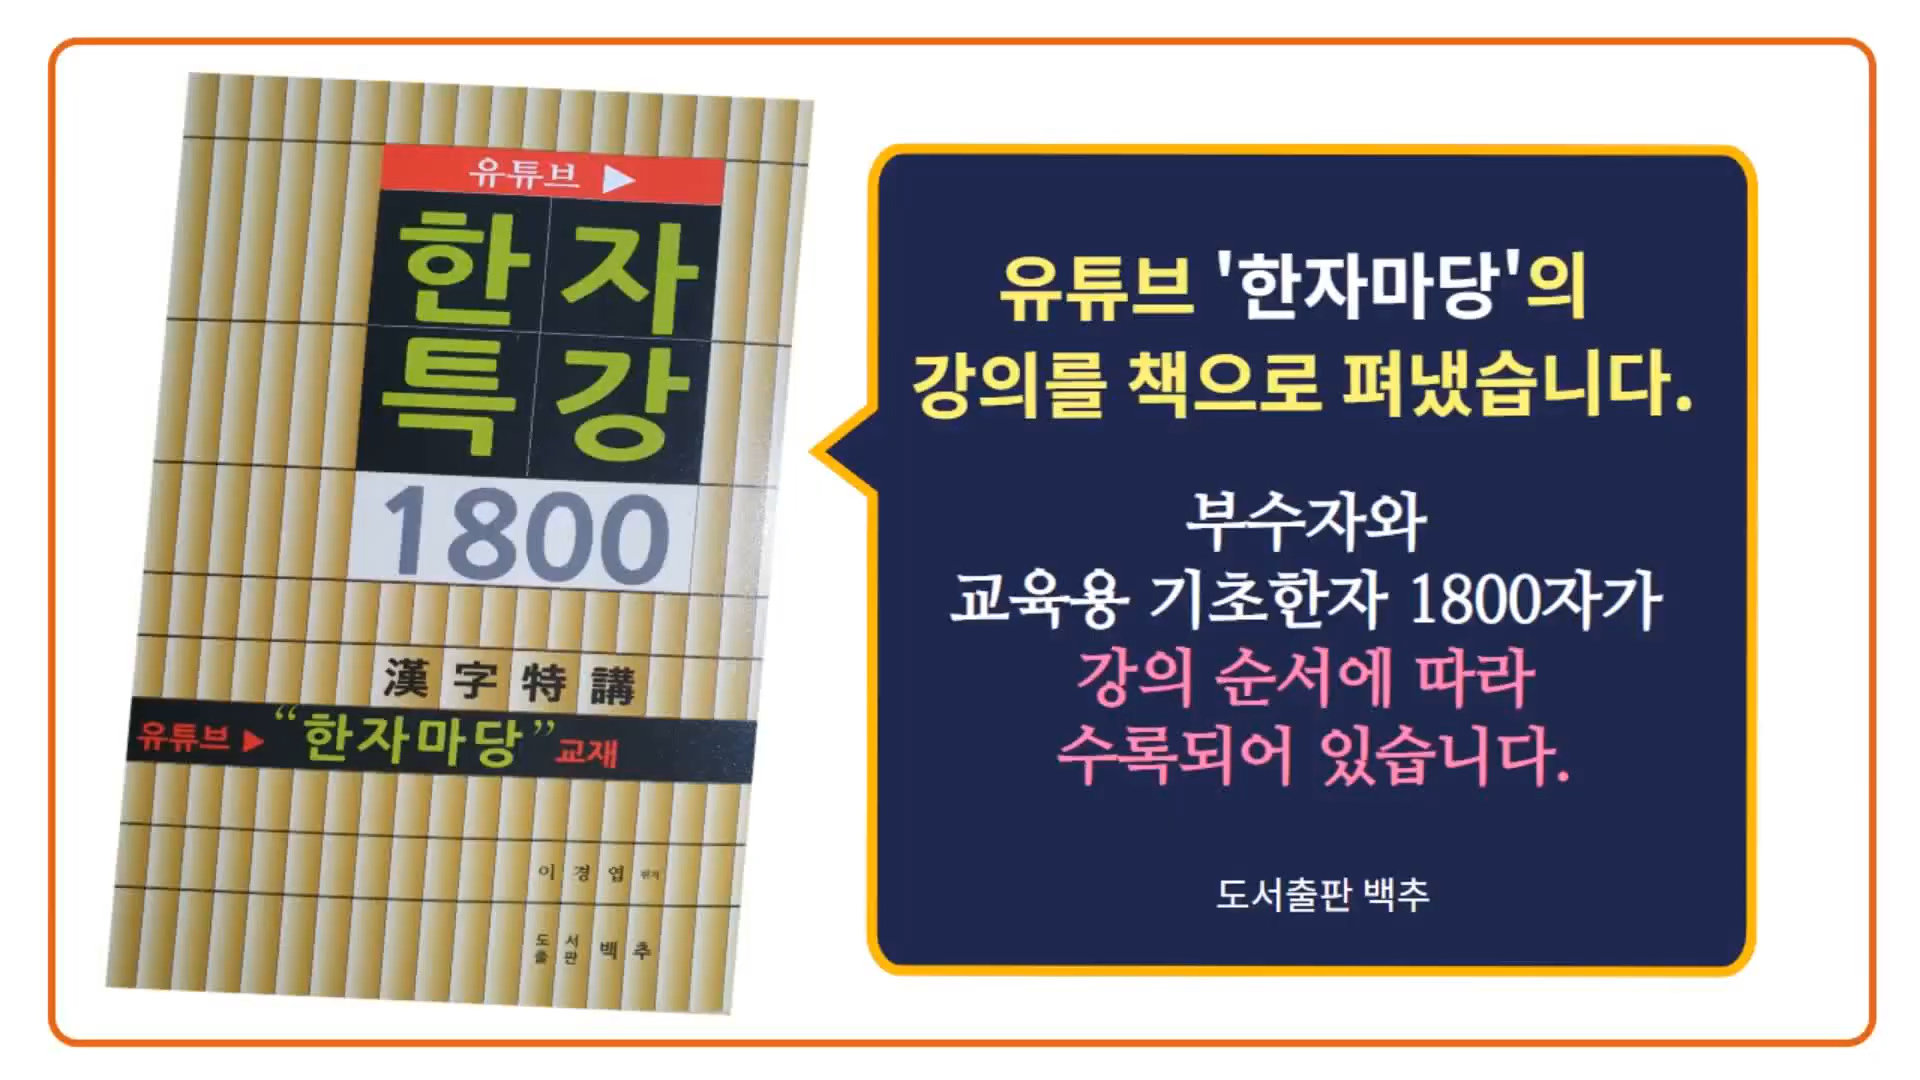 유튜브
한자
특강
1800
漢字特講
유튜브 "한자마당" 교재
이경엽 편저
도서출판 백추
유튜브 '한자마당'의
강의를 책으로 펴냈습니다.
부수자와
교육용 기초한자 1800자가
강의 순서에 따라
수록되어 있습니다.
도서출판 백추